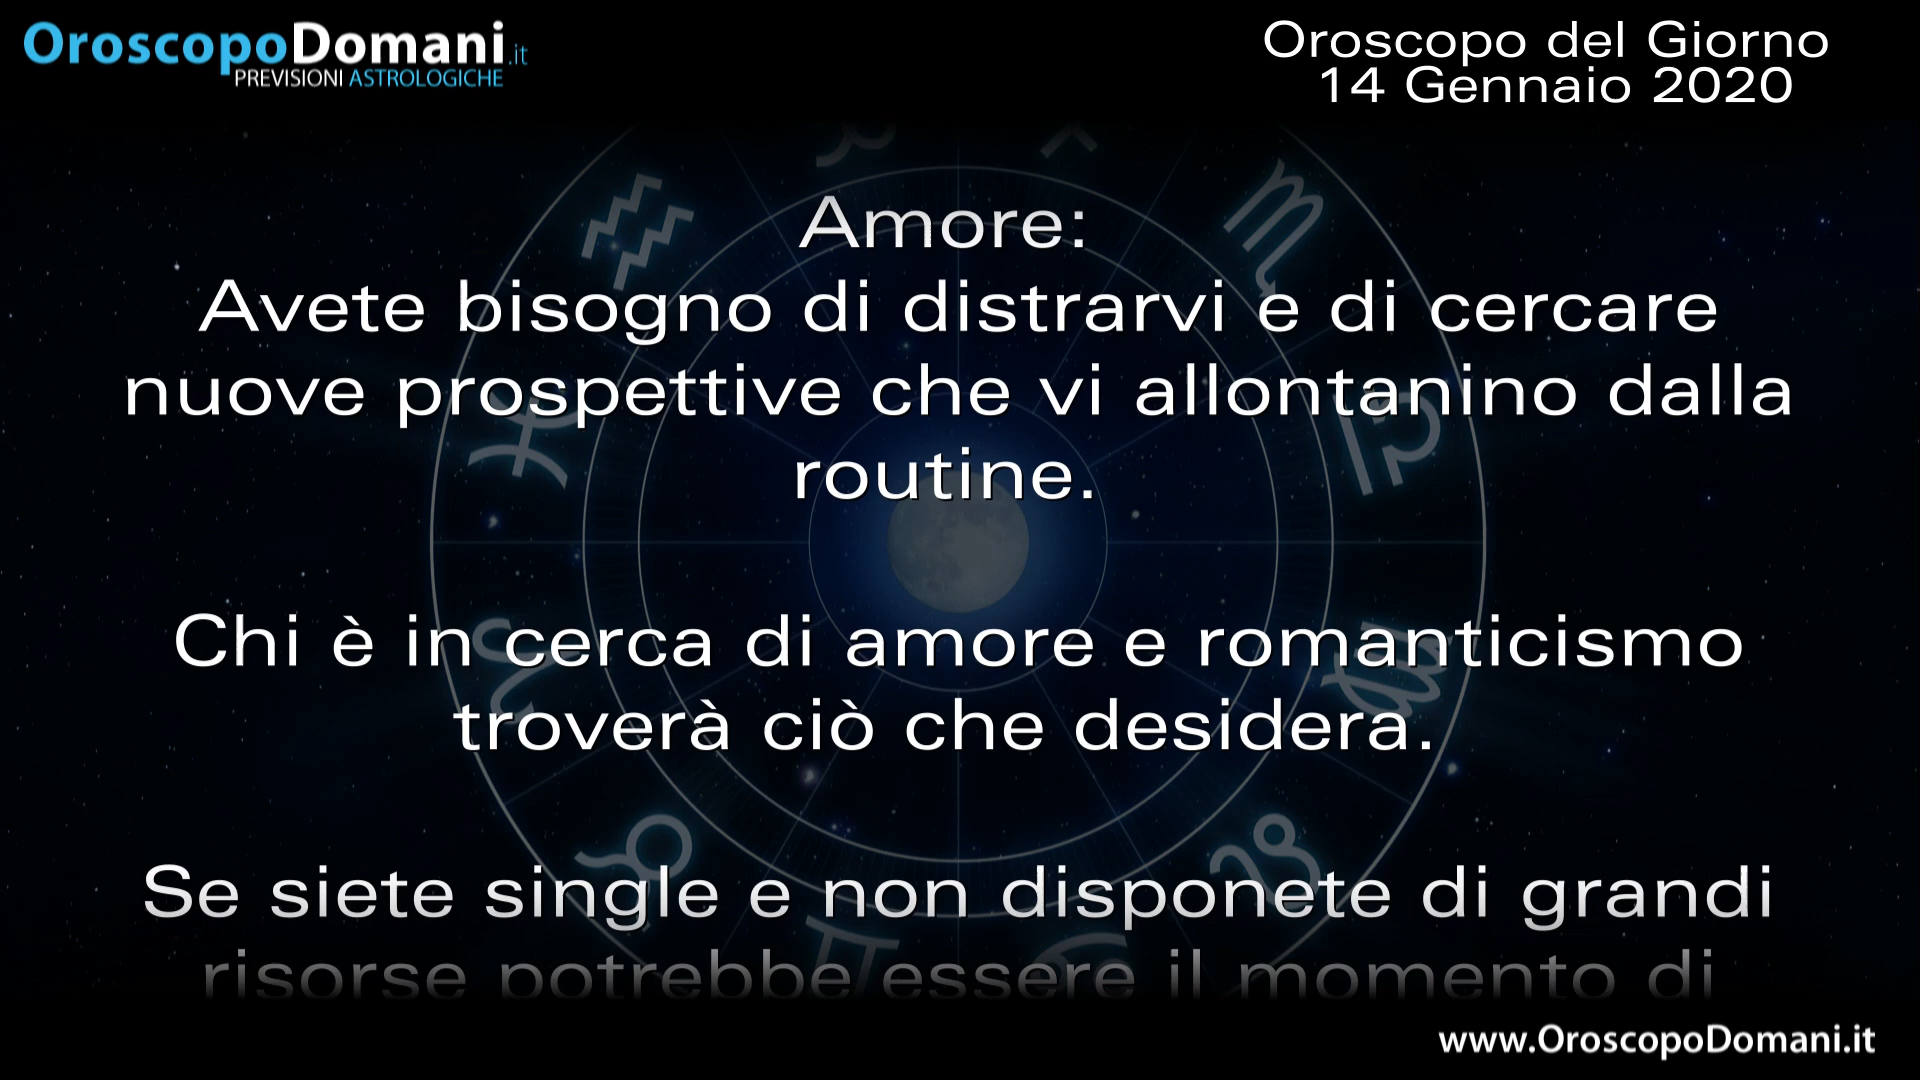 OroscopoDomani.it
PREVISIONI ASTROLOGICHE
Oroscopo del Giorno
14 Gennaio 2020
Amore:
Avete bisogno di distrarvi e di cercare
nuove prospettive che vi allontanino dalla
routine.
Chi è in cerca di amore e romanticismo
troverà ciò che desidera.
Se siete single e non disponete di grandi
risorse potrebbe essere il momento di
www.OroscopoDomani.it